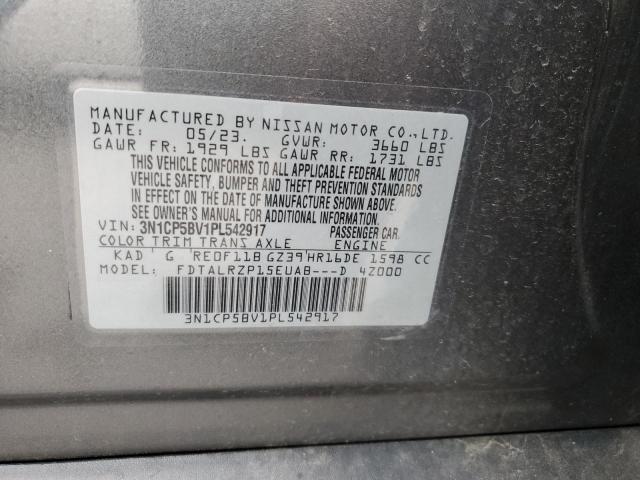 MANUFACTURED BY NISSAN MOTOR CO.,LTD.
DATE: 05/23. GVWR: 3660 LBS
GAWR FR: 1929 LBS GAWR RR: 1731 LBS
THIS VEHICLE CONFORMS TO ALL APPLICABLE FEDERAL MOTOR
VEHICLE SAFETY, BUMPER AND THEFT PREVENTION STANDARDS
IN EFFECT ON THE DATE OF MANUFACTURE SHOWN ABOVE.
SEE OWNER'S MANUAL FOR ADDITIONAL INFORMATION.
VIN: 3N1CP5BV1PL542917 PASSENGER CAR.
COLOR TRIM TRANS AXLE ENGINE
KAD G RE0F11B GZ39 HR16DE 1598 CC
MODEL: FDTALRZP15EUAB---D 4Z000
3N1CP5BV1PL542917